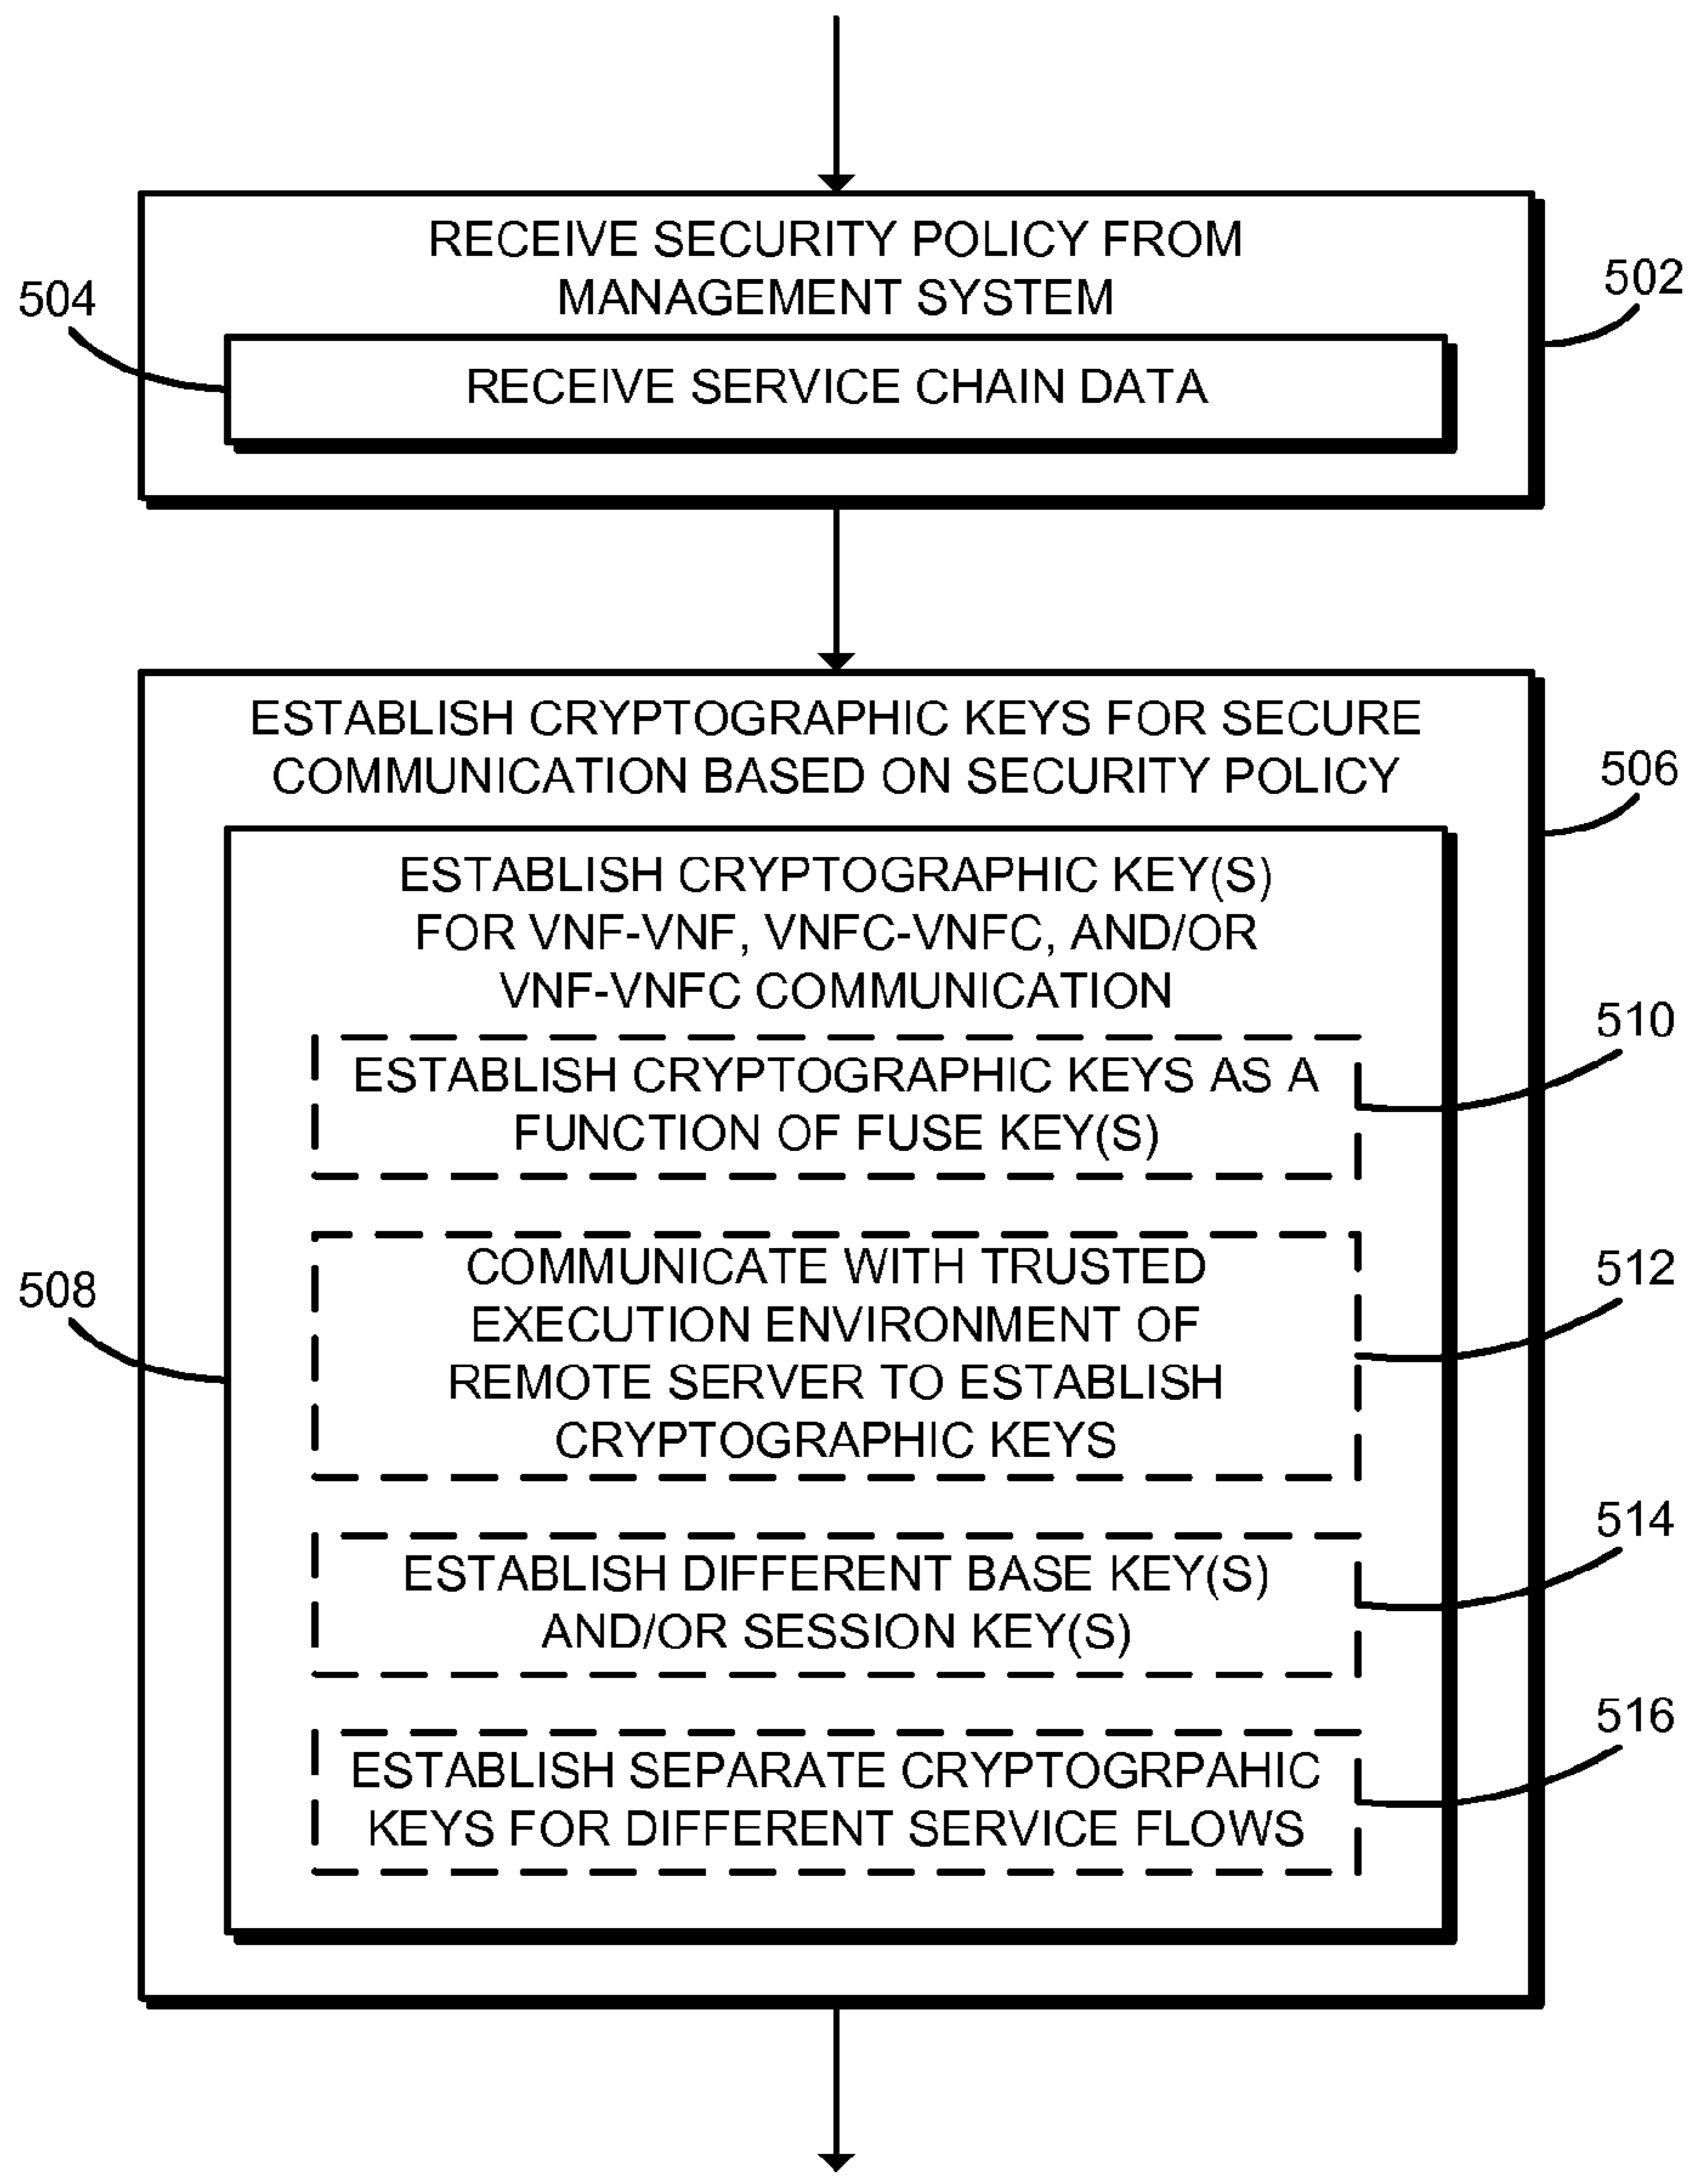 RECEIVE SECURITY POLICY FROM
MANAGEMENT SYSTEM
502
504
RECEIVE SERVICE CHAIN DATA
ESTABLISH CRYPTOGRAPHIC KEYS FOR SECURE
COMMUNICATION BASED ON SECURITY POLICY
506
ESTABLISH CRYPTOGRAPHIC KEY(S)
FOR VNF-VNF, VNFC-VNFC, AND/OR
VNF-VNFC COMMUNICATION
510
ESTABLISH CRYPTOGRAPHIC KEYS AS A
FUNCTION OF FUSE KEY(S)
508
512
COMMUNICATE WITH TRUSTED
EXECUTION ENVIRONMENT OF
REMOTE SERVER TO ESTABLISH
CRYPTOGRAPHIC KEYS
514
ESTABLISH DIFFERENT BASE KEY(S)
AND/OR SESSION KEY(S)
516
ESTABLISH SEPARATE CRYPTOGRPAHIC
KEYS FOR DIFFERENT SERVICE FLOWS